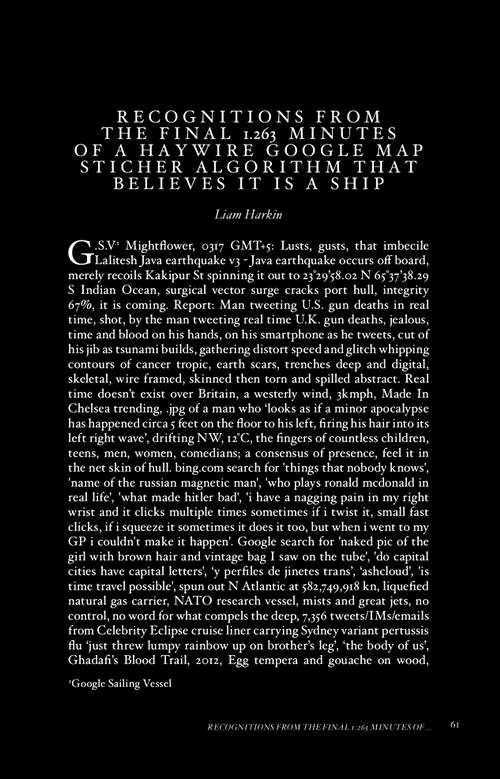 RECOGNITIONS FROM
THE FINAL 1.263 MINUTES
OF A HAYWIRE GOOGLE MAP
STICHER ALGORITHM THAT
BELIEVES IT IS A SHIP
Liam Harkin
G.S.V¹ Mightflower, 0317 GMT+5: Lusts, gusts, that imbecile
Lalitesh Java earthquake v3 - Java earthquake occurs off board,
merely recoils Kakipur St spinning it out to 23°29'58.02 N 65°37'38.29
S Indian Ocean, surgical vector surge cracks port hull, integrity
67%, it is coming. Report: Man tweeting U.S. gun deaths in real
time, shot, by the man tweeting real time U.K. gun deaths, jealous,
time and blood on his hands, on his smartphone as he tweets, cut of
his jib as tsunami builds, gathering distort speed and glitch whipping
contours of cancer tropic, earth scars, trenches deep and digital,
skeletal, wire framed, skinned then torn and spilled abstract. Real
time doesn't exist over Britain, a westerly wind, 3kmph, Made In
Chelsea trending, .jpg of a man who 'looks as if a minor apocalypse
has happened circa 5 feet on the floor to his left, firing his hair into its
left right wave', drifting NW, 12°C, the fingers of countless children,
teens, men, women, comedians; a consensus of presence, feel it in
the net skin of hull. bing.com search for 'things that nobody knows',
'name of the russian magnetic man', 'who plays ronald mcdonald in
real life', 'what made hitler bad', 'i have a nagging pain in my right
wrist and it clicks multiple times sometimes if i twist it, small fast
clicks, if i squeeze it sometimes it does it too, but when i went to my
GP i couldn't make it happen'. Google search for 'naked pic of the
girl with brown hair and vintage bag I saw on the tube', 'do capital
cities have capital letters', 'y perfiles de jinetes trans', 'ashcloud', 'is
time travel possible', spun out N Atlantic at 582,749,918 kn, liquefied
natural gas carrier, NATO research vessel, mists and great jets, no
control, no word for what compels the deep, 7,356 tweets/IMs/emails
from Celebrity Eclipse cruise liner carrying Sydney variant pertussis
flu 'just threw lumpy rainbow up on brother's leg', 'the body of us',
Ghadafi's Blood Trail, 2012, Egg tempera and gouache on wood,
¹Google Sailing Vessel
RECOGNITIONS FROM THE FINAL 1.263 MINUTES OF ... 61